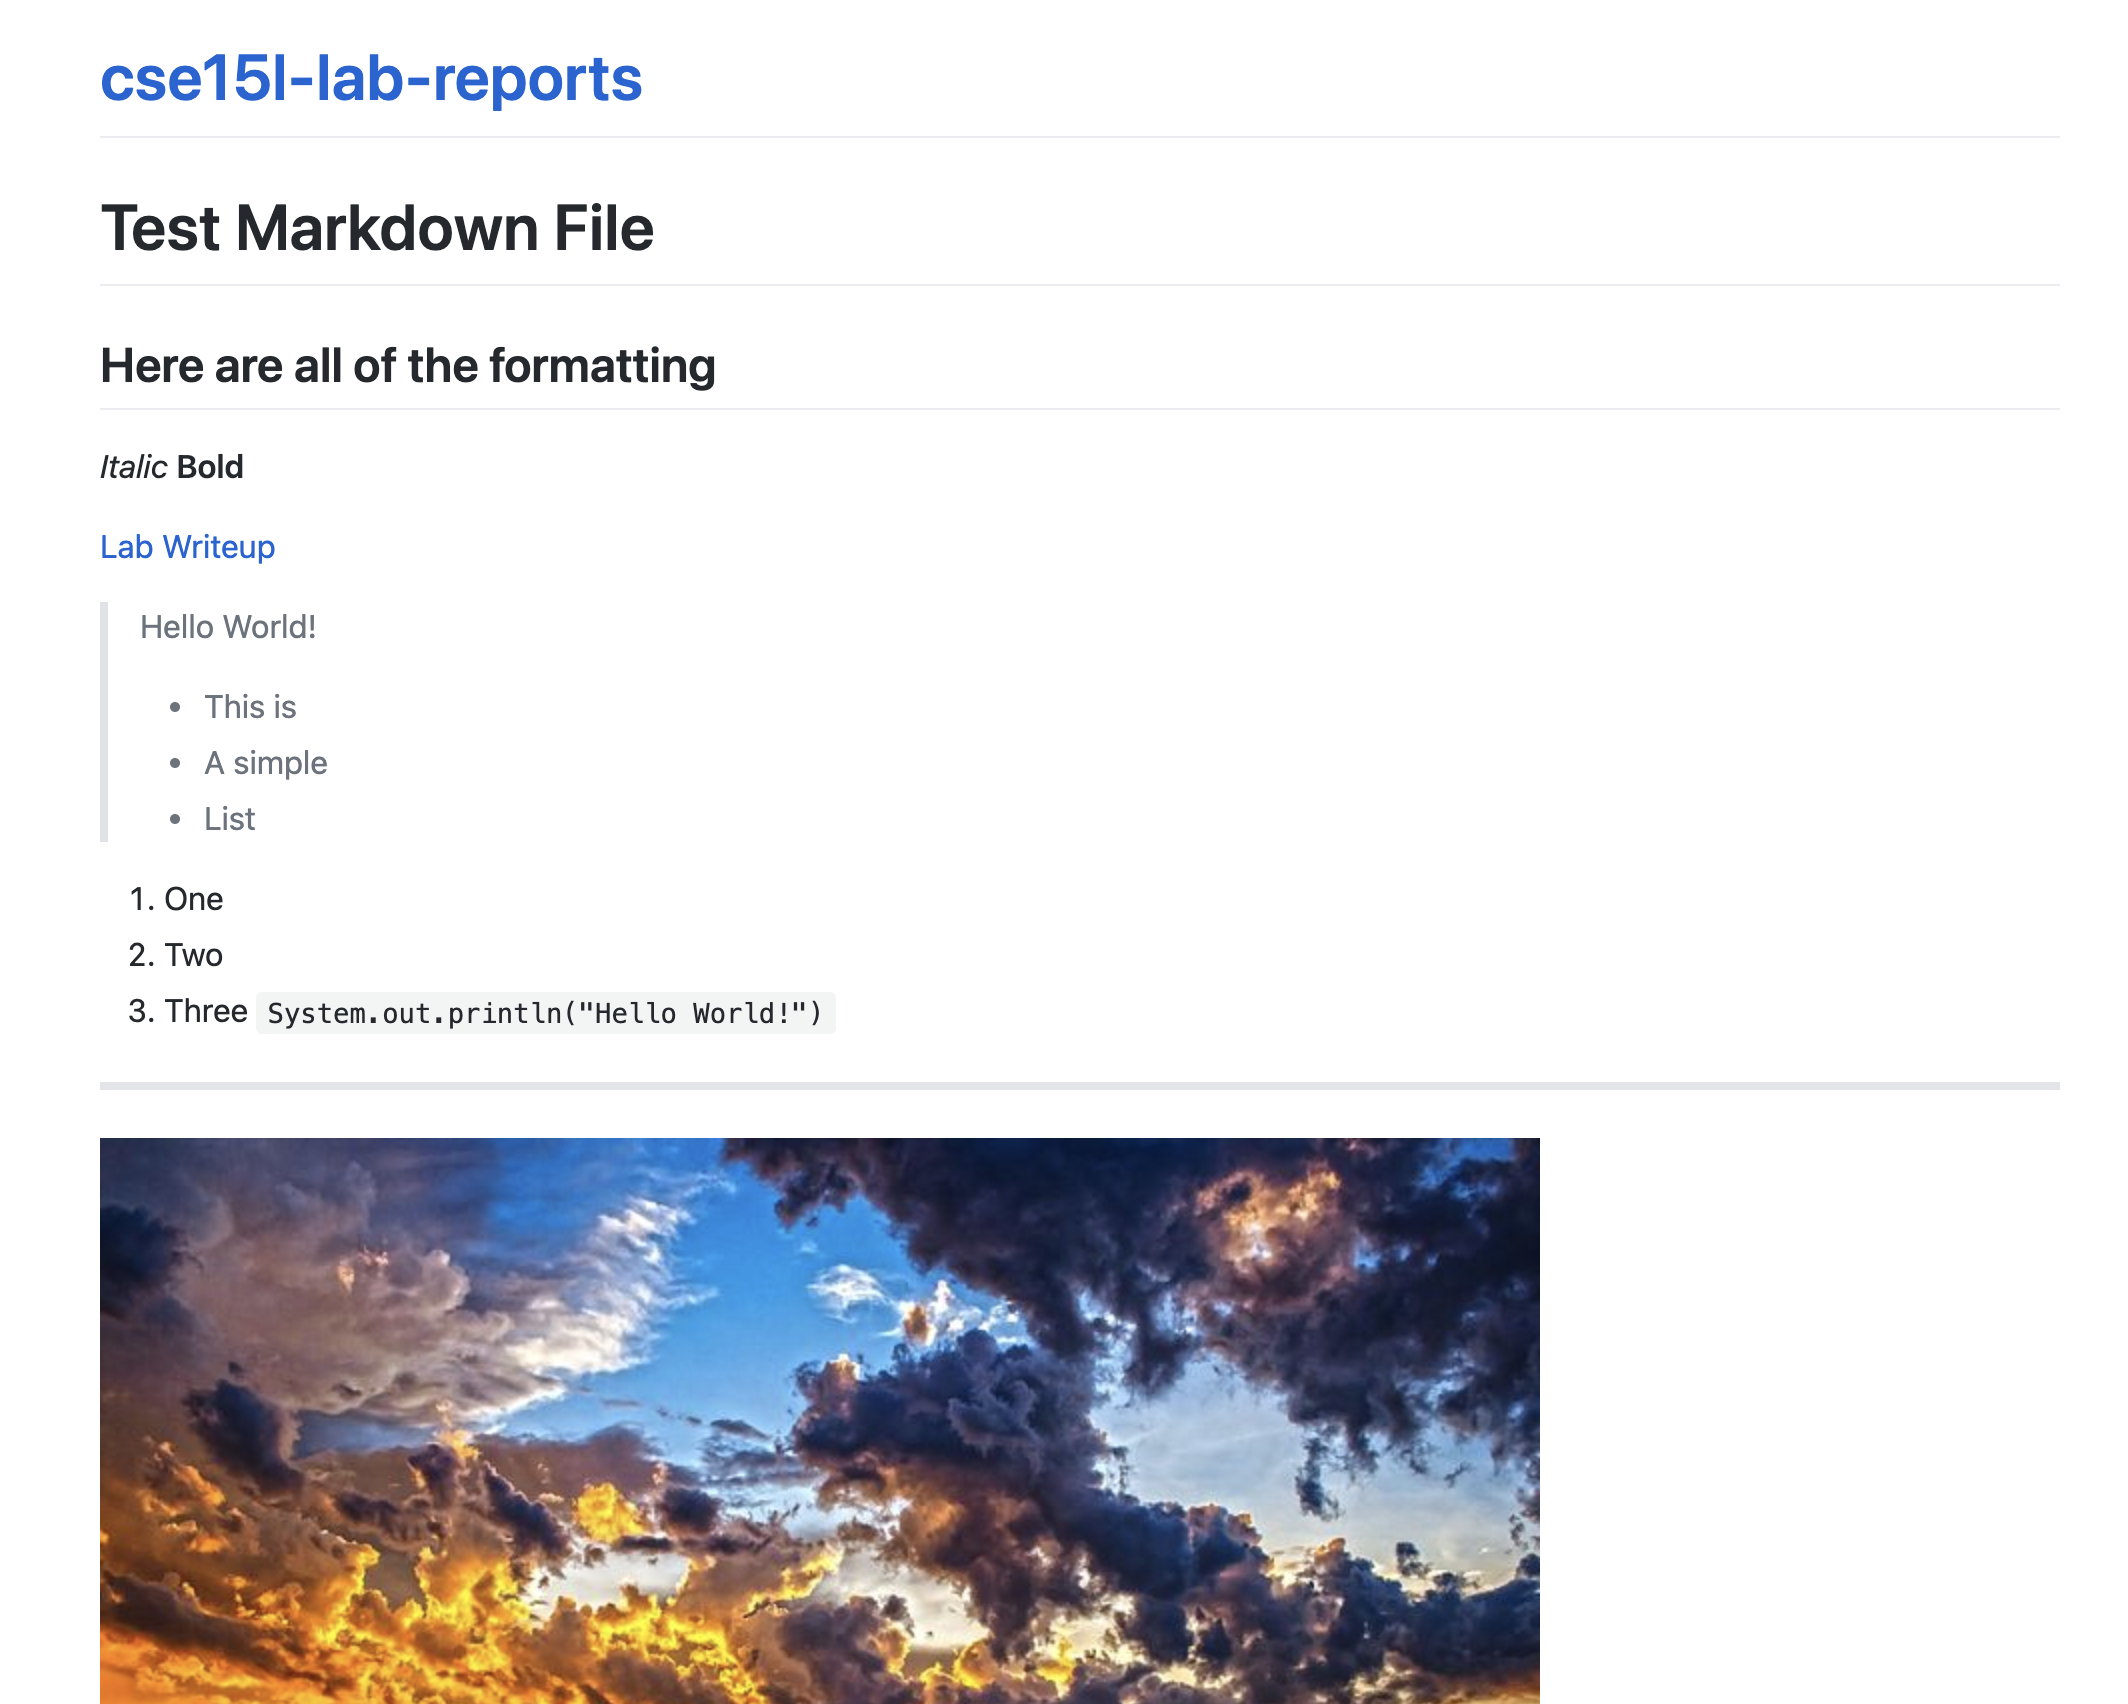 cse15l-lab-reports
Test Markdown File
Here are all of the formatting
Italic Bold
Lab Writeup
Hello World!
• This is
• A simple
• List
1. One
2. Two
3. Three System.out.println("Hello World!")